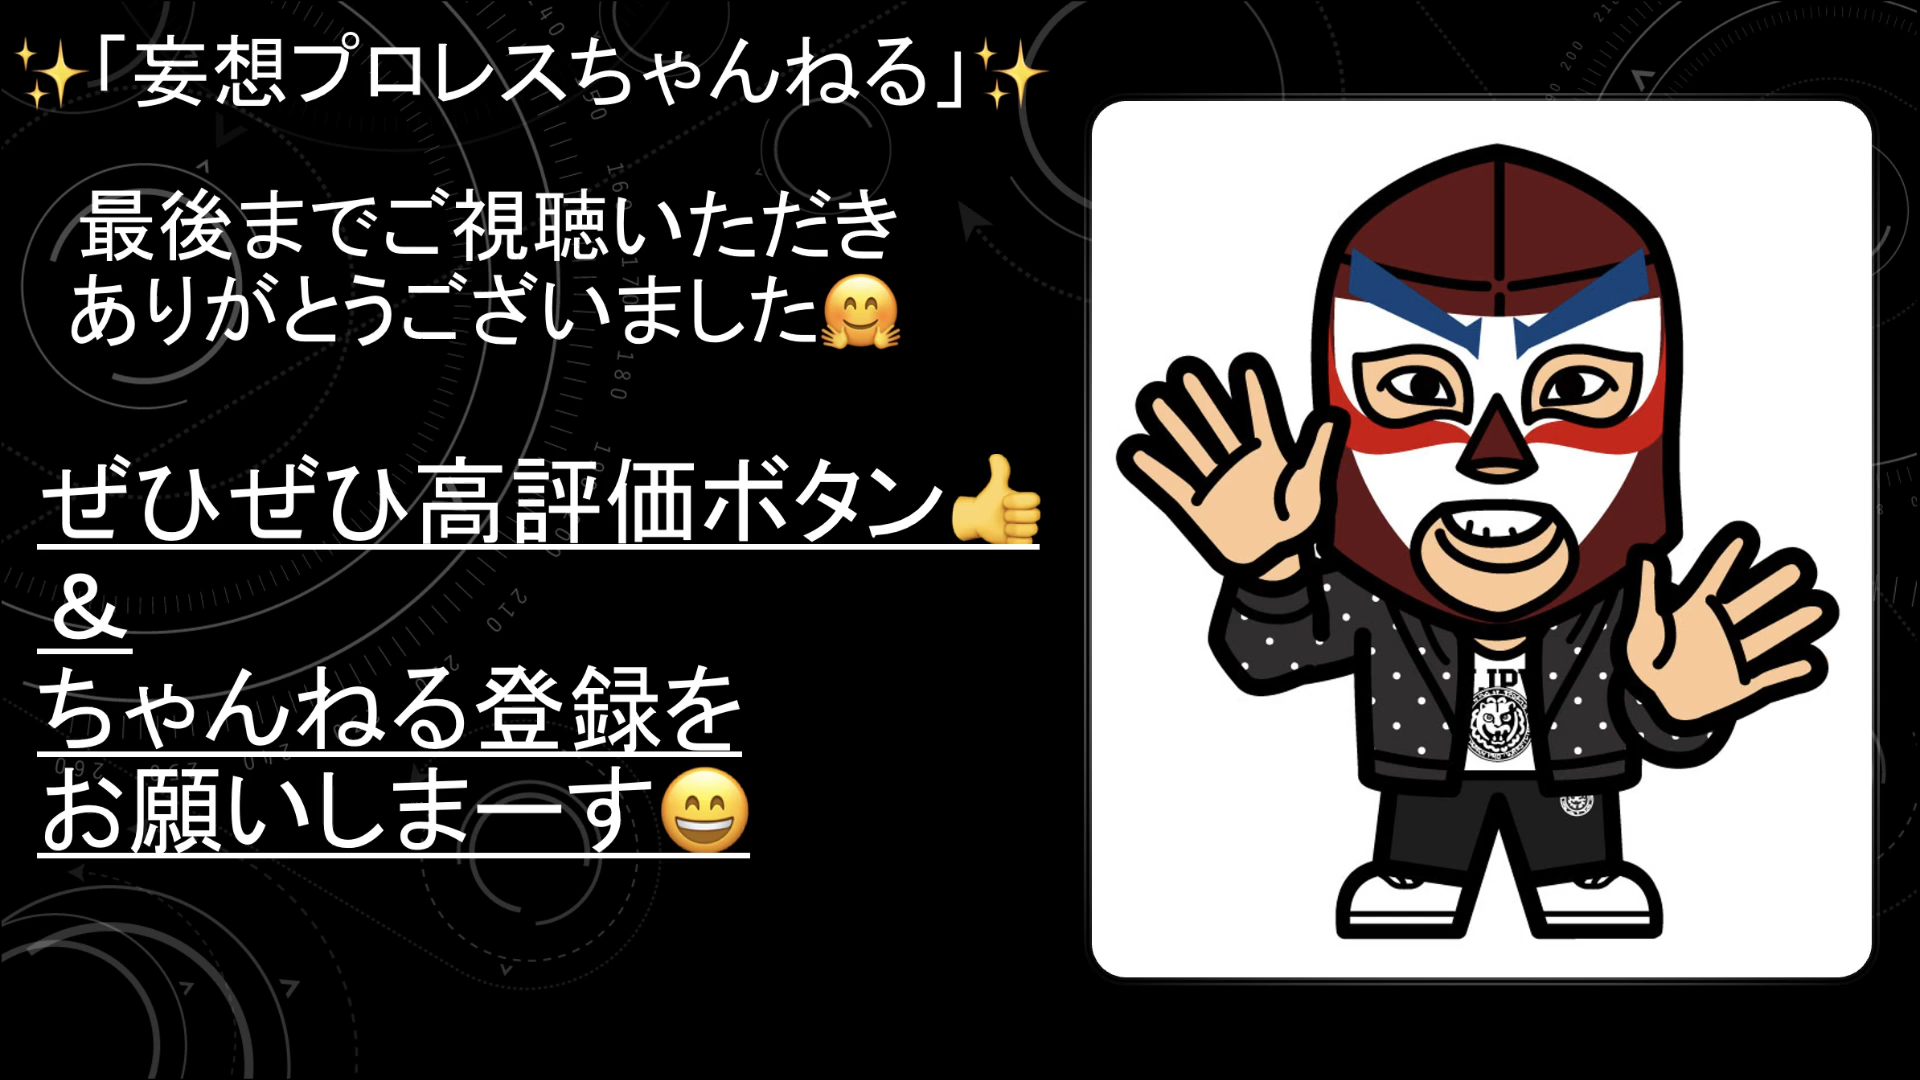 ✨「妄想プロレスちゃんねる」✨
最後までご視聴いただき
ありがとうございました🤗
ぜひぜひ高評価ボタン👍
&
ちゃんねる登録を
お願いしまーす😄